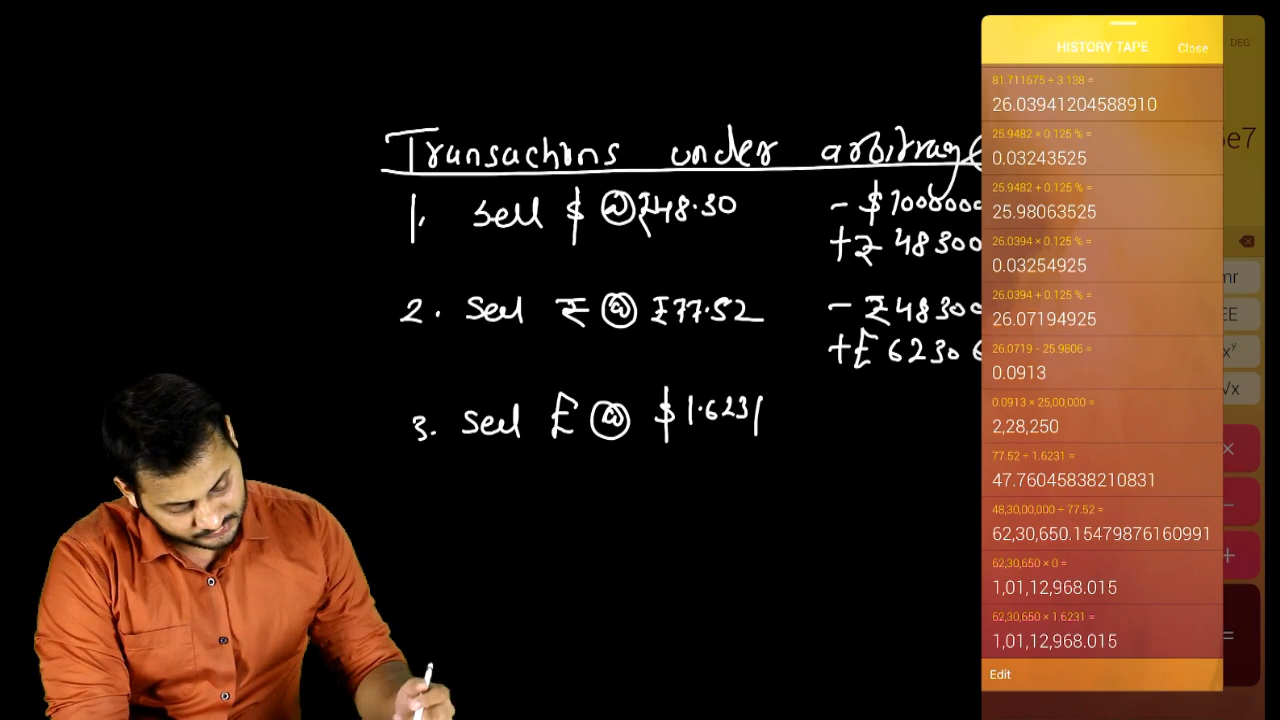 Transactions under arbitrage
1. Sell $ @ ₹48.30 - $ 1000000
+ ₹ 48300
2. Sell ₹ @ ₹77.52 - ₹48300
+ £ 62306
3. Sell £ @ $1.6231
HISTORY TAPE Close
DEG
81.711675 ÷ 3.138 =
26.03941204588910
25.9482 × 0.125 % =
0.03243525
25.9482 + 0.125 % =
25.98063525
26.0394 × 0.125 % =
0.03254925
26.0394 + 0.125 % =
26.07194925
26.0719 - 25.9806 =
0.0913
0.0913 × 25,00,000 =
2,28,250
77.52 ÷ 1.6231 =
47.76045838210831
48,30,00,000 ÷ 77.52 =
62,30,650.15479876160991
62,30,650 × 0 =
1,01,12,968.015
62,30,650 × 1.6231 =
1,01,12,968.015
Edit
e7
mr
EE
xʸ
√x
×
-
+
=